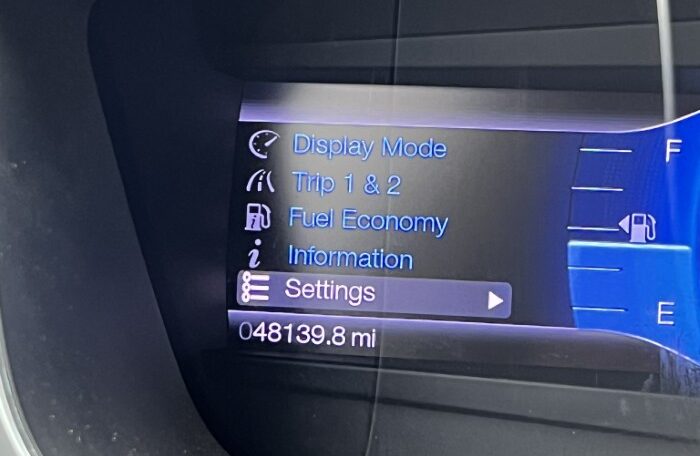 Display Mode
F
Trip 1 & 2
Fuel Economy
Information
Settings
E
048139.8 mi